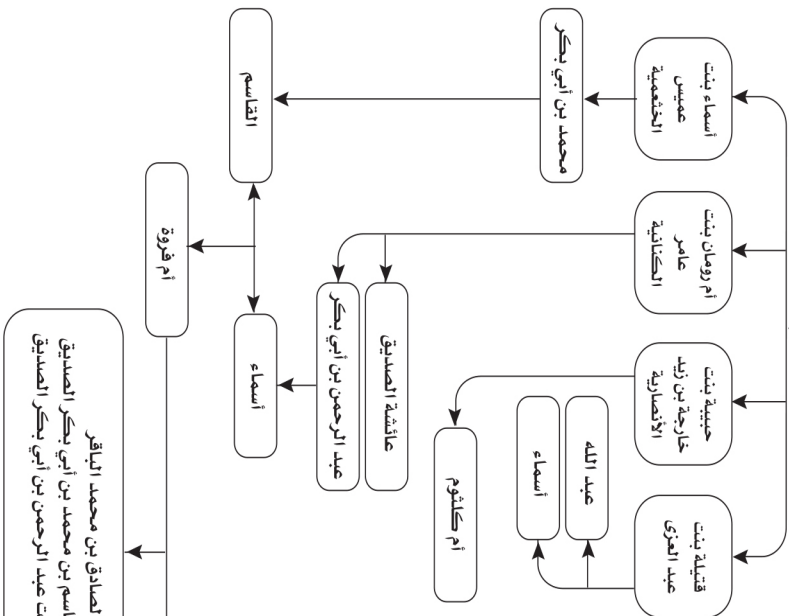 أسماء بنت
عميس
الخثعمية
أم رومان بنت
عامر
الكنانية
حبيبة بنت
خارجة بن زيد
الأنصارية
قتيلة بنت
عبد العزى
محمد بن أبي بكر
عائشة الصديق
عبد الرحمن بن أبي بكر
أم كلثوم
عبد الله
أسماء
القاسم
أسماء
أم فروة
الصادق بن محمد الباقر
بن محمد بن أبي بكر الصديق
عبد الرحمن بن أبي بكر الصديق